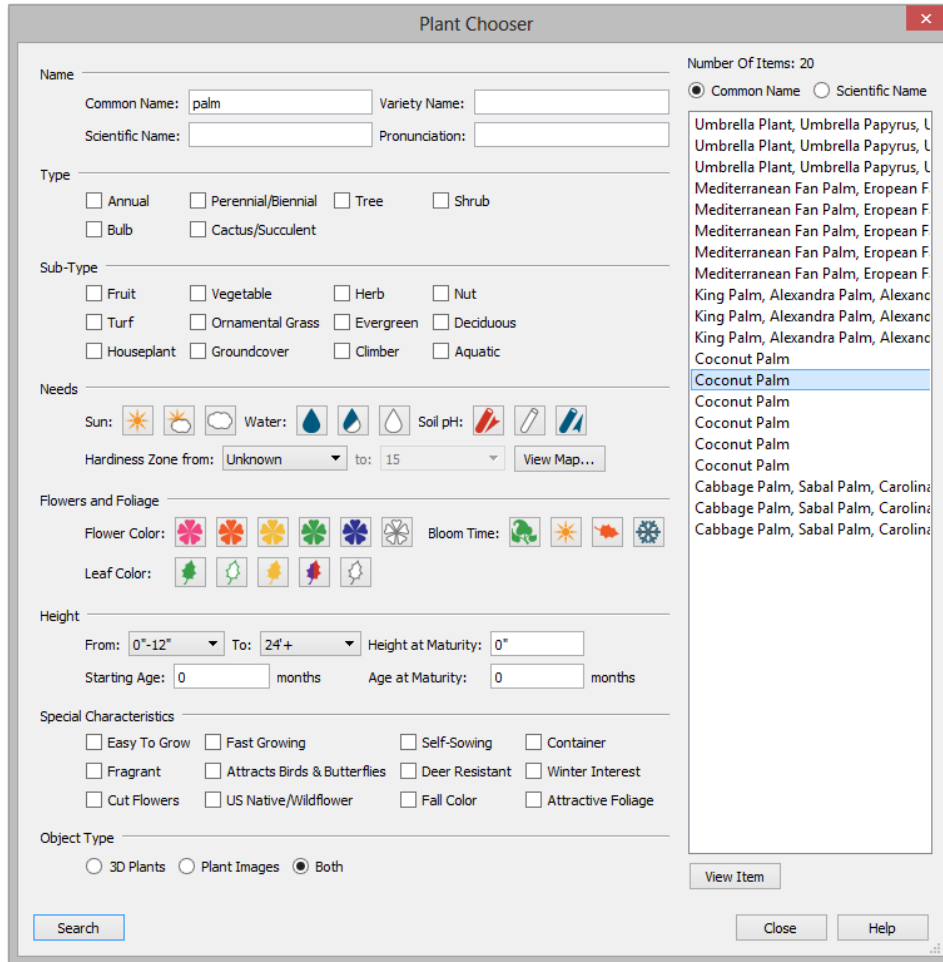 Plant Chooser
Name
Common Name: palm Variety Name:
Scientific Name: Pronunciation:
Type
Annual Perennial/Biennial Tree Shrub
Bulb Cactus/Succulent
Sub-Type
Fruit Vegetable Herb Nut
Turf Ornamental Grass Evergreen Deciduous
Houseplant Groundcover Climber Aquatic
Needs
Sun: Water: Soil pH:
Hardiness Zone from: Unknown to: 15 View Map...
Flowers and Foliage
Flower Color: Bloom Time:
Leaf Color:
Height
From: 0"-12" To: 24'+ Height at Maturity: 0"
Starting Age: 0 months Age at Maturity: 0 months
Special Characteristics
Easy To Grow Fast Growing Self-Sowing Container
Fragrant Attracts Birds & Butterflies Deer Resistant Winter Interest
Cut Flowers US Native/Wildflower Fall Color Attractive Foliage
Object Type
3D Plants Plant Images Both
Search
Number Of Items: 20
Common Name Scientific Name
Umbrella Plant, Umbrella Papyrus, U
Umbrella Plant, Umbrella Papyrus, U
Umbrella Plant, Umbrella Papyrus, U
Mediterranean Fan Palm, Eropean F
Mediterranean Fan Palm, Eropean F
Mediterranean Fan Palm, Eropean F
Mediterranean Fan Palm, Eropean F
Mediterranean Fan Palm, Eropean F
King Palm, Alexandra Palm, Alexand
King Palm, Alexandra Palm, Alexand
King Palm, Alexandra Palm, Alexand
Coconut Palm
Coconut Palm
Coconut Palm
Coconut Palm
Coconut Palm
Coconut Palm
Cabbage Palm, Sabal Palm, Carolina
Cabbage Palm, Sabal Palm, Carolina
Cabbage Palm, Sabal Palm, Carolina
View Item
Close Help